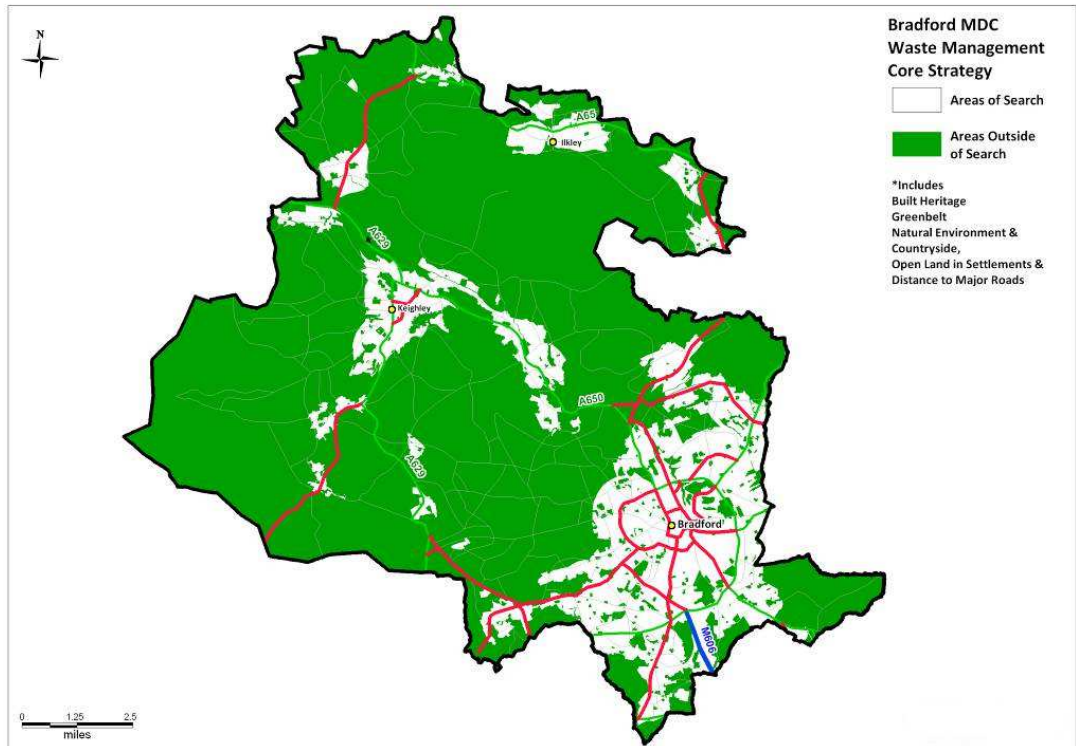 N
Bradford MDC
Waste Management
Core Strategy
Areas of Search
Areas Outside
of Search
*Includes
Built Heritage
Greenbelt
Natural Environment &
Countryside,
Open Land in Settlements &
Distance to Major Roads
A65
Ilkley
A629
Keighley
A650
A629
Bradford
M606
0 1.25 2.5
miles